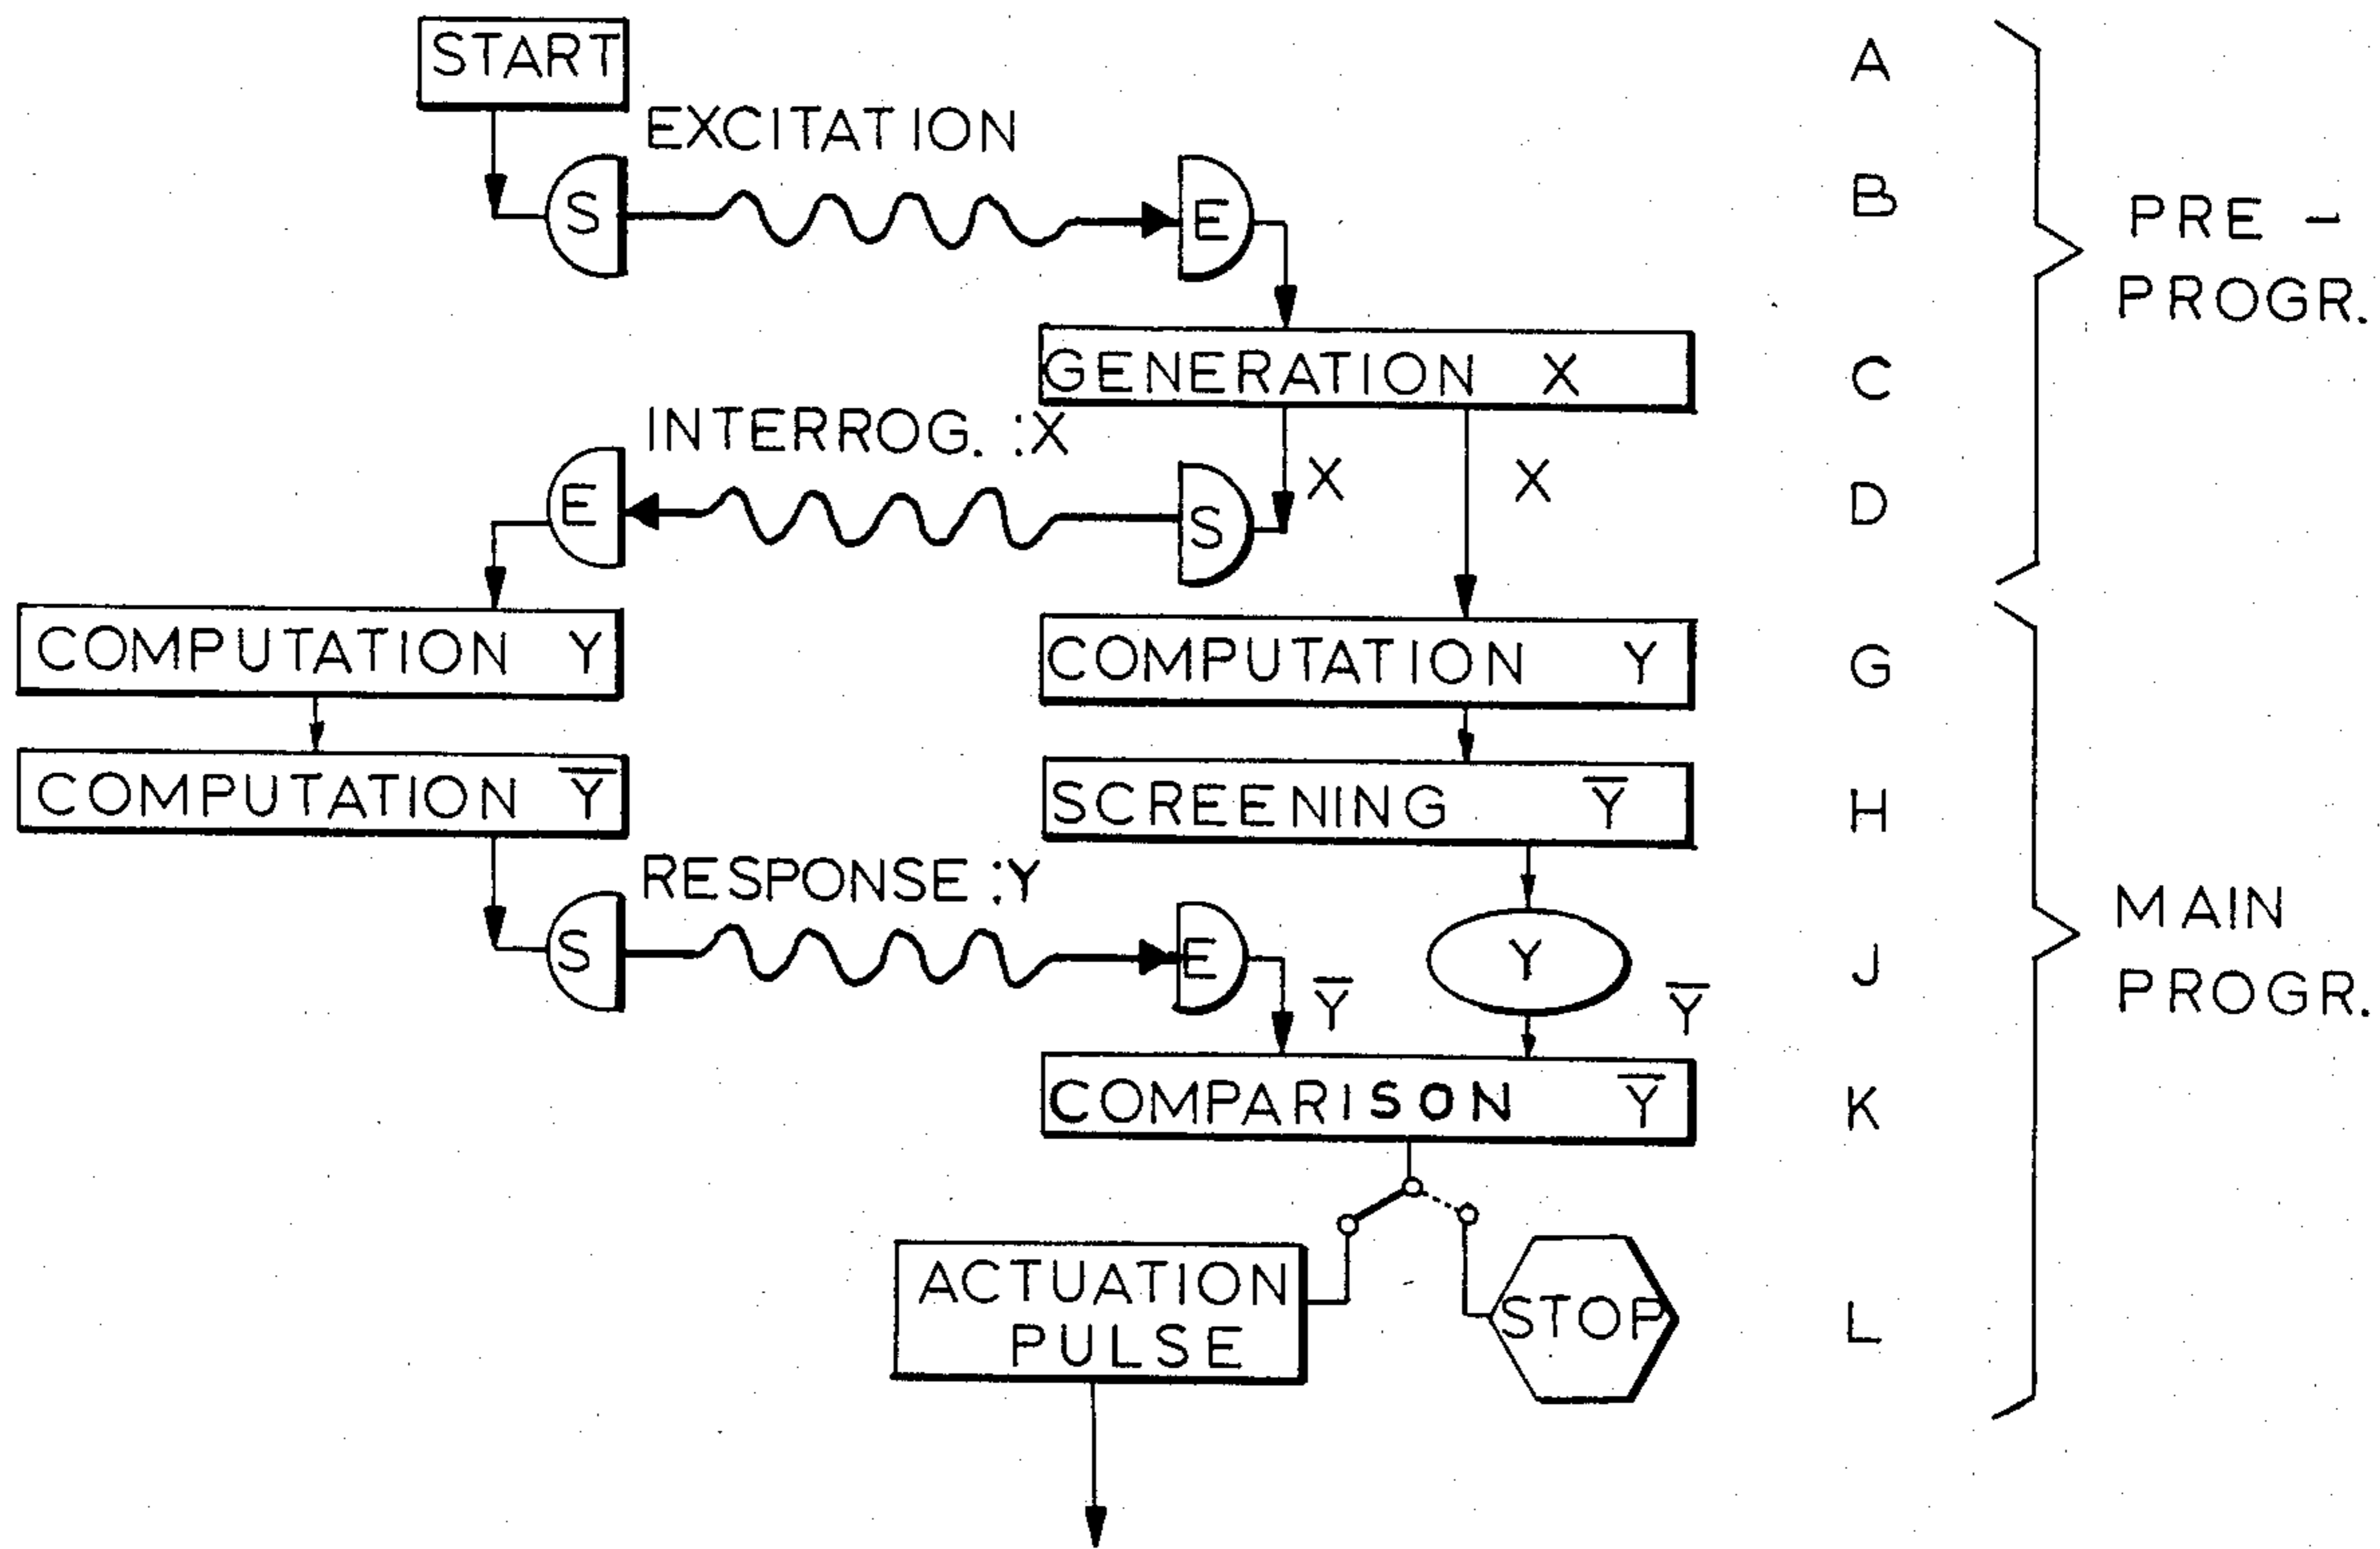 START
A
EXCITATION
B
S
E
PRE -
PROGR.
GENERATION X
C
INTERROG. :X
X
X
E
S
D
COMPUTATION Y
COMPUTATION Y
G
COMPUTATION Y̅
SCREENING Y̅
H
RESPONSE :Y
MAIN
PROGR.
S
E
Y
J
Y̅
Y̅
COMPARISON Y̅
K
ACTUATION
PULSE
STOP
L